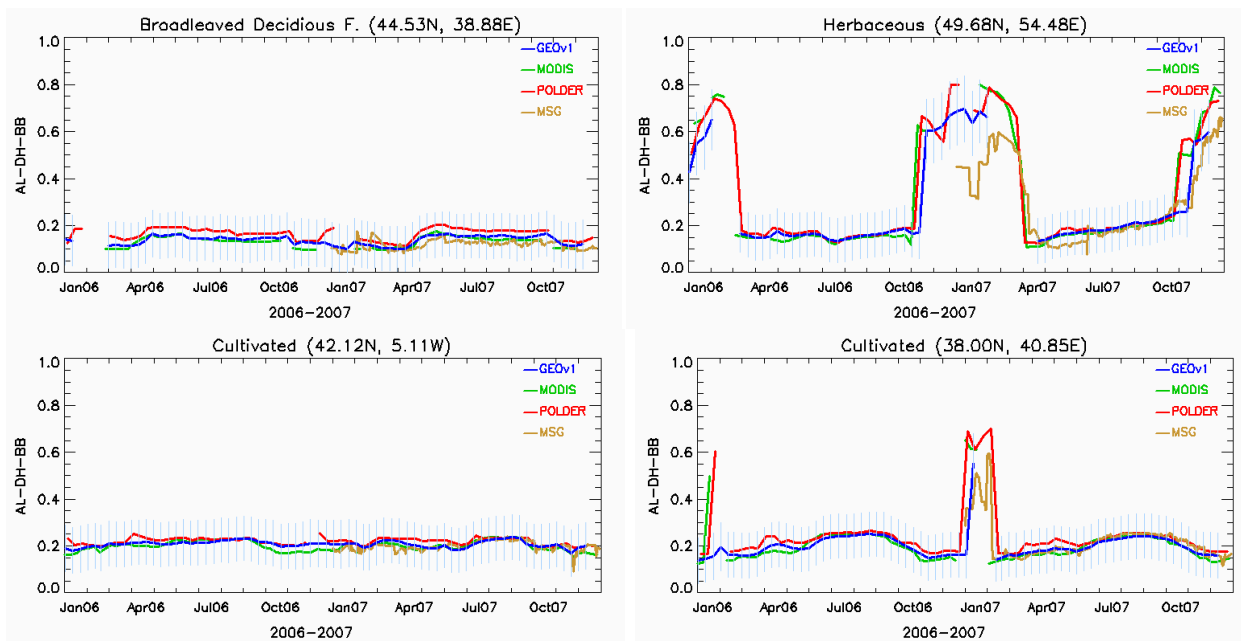 Broadleaved Decidious F. (44.53N, 38.88E)
1.0
0.8
0.6
0.4
0.2
0.0
AL-DH-BB
GEOv1
MODIS
POLDER
MSG
Jan06 Apr06 Jul06 Oct06 Jan07 Apr07 Jul07 Oct07
2006-2007
Herbaceous (49.68N, 54.48E)
1.0
0.8
0.6
0.4
0.2
0.0
AL-DH-BB
GEOv1
MODIS
POLDER
MSG
Jan06 Apr06 Jul06 Oct06 Jan07 Apr07 Jul07 Oct07
2006-2007
Cultivated (42.12N, 5.11W)
1.0
0.8
0.6
0.4
0.2
0.0
AL-DH-BB
GEOv1
MODIS
POLDER
MSG
Jan06 Apr06 Jul06 Oct06 Jan07 Apr07 Jul07 Oct07
2006-2007
Cultivated (38.00N, 40.85E)
1.0
0.8
0.6
0.4
0.2
0.0
AL-DH-BB
GEOv1
MODIS
POLDER
MSG
Jan06 Apr06 Jul06 Oct06 Jan07 Apr07 Jul07 Oct07
2006-2007